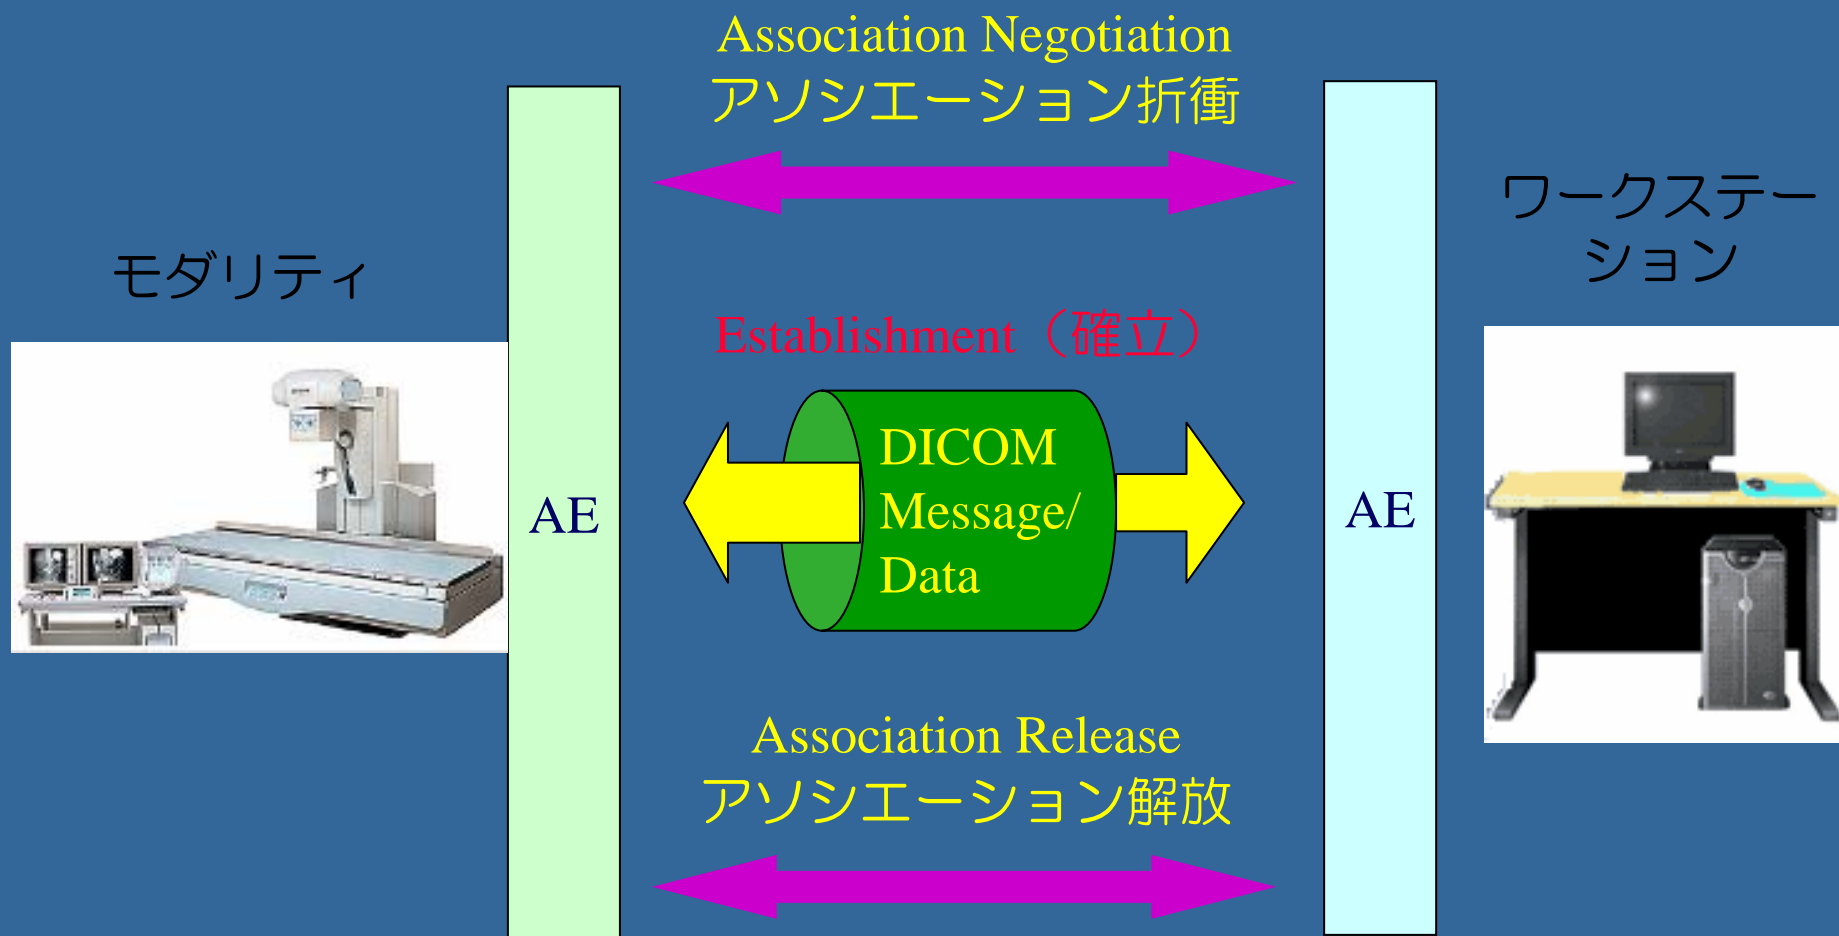 Association Negotiation
アソシエーション折衝
モダリティ
ワークステー
ション
Establishment（確立）
AE
DICOM
Message/
Data
AE
Association Release
アソシエーション解放